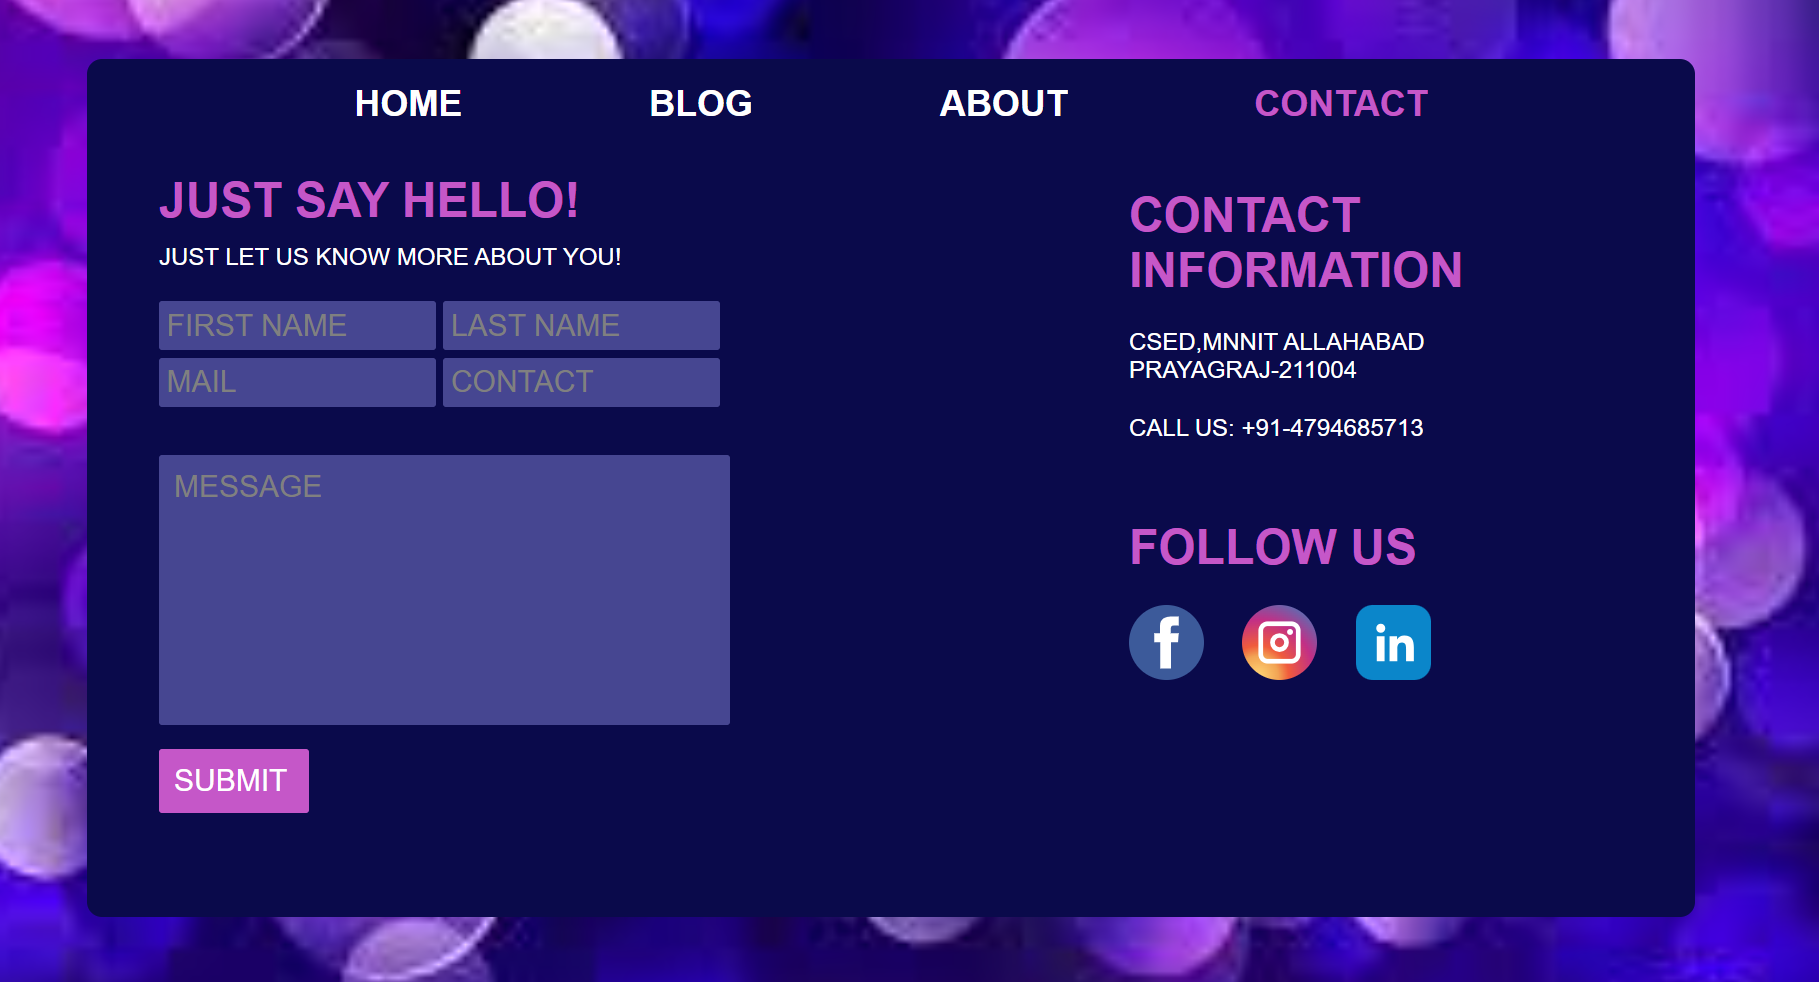 HOME BLOG ABOUT CONTACT
JUST SAY HELLO!
JUST LET US KNOW MORE ABOUT YOU!
FIRST NAME LAST NAME
MAIL CONTACT
MESSAGE
SUBMIT
CONTACT
INFORMATION
CSED,MNNIT ALLAHABAD
PRAYAGRAJ-211004
CALL US: +91-4794685713
FOLLOW US
f
in